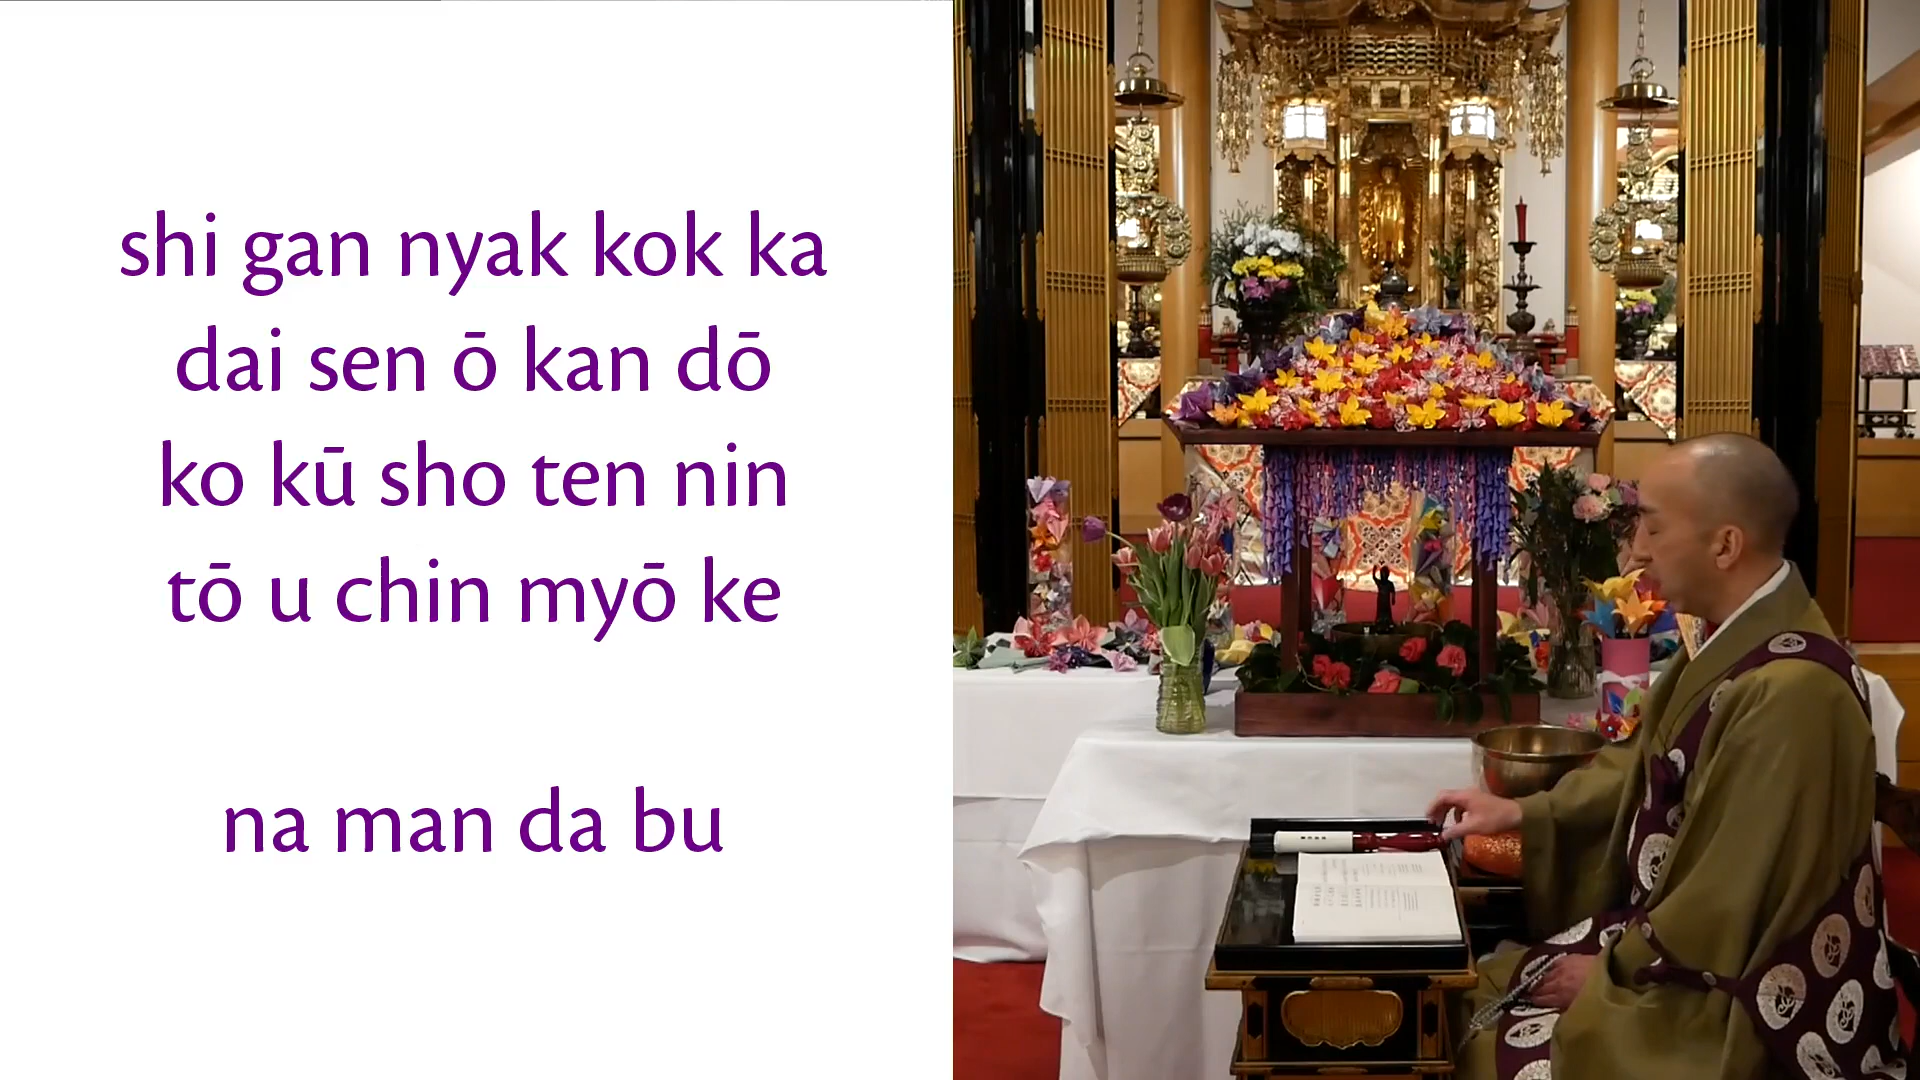 shi gan nyak kok ka
dai sen ō kan dō
ko kū sho ten nin
tō u chin myō ke
na man da bu